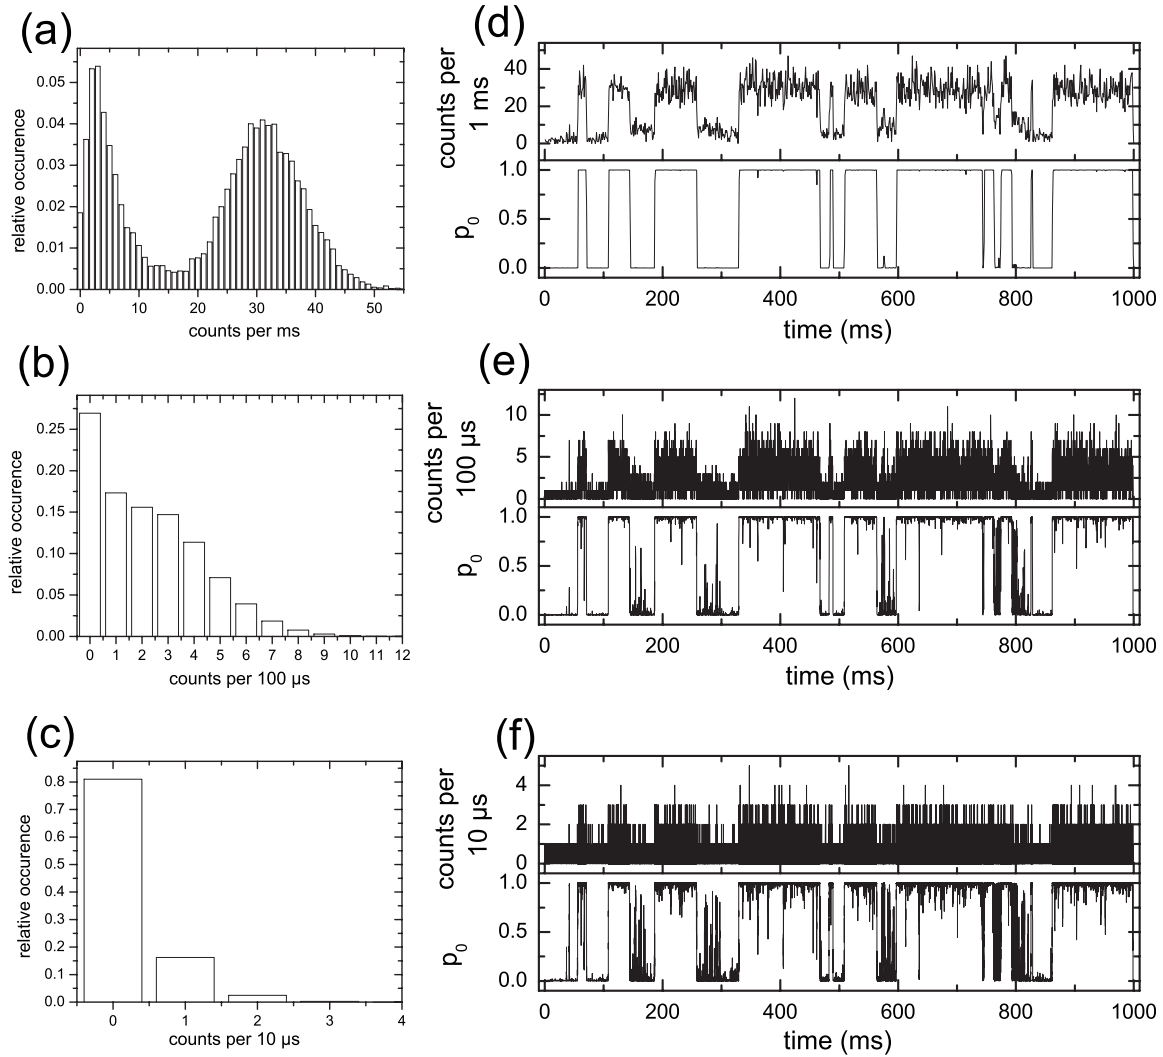 (a)
relative occurence
0.05
0.04
0.03
0.02
0.01
0.00
0 10 20 30 40 50
counts per ms
(d)
counts per
1 ms
40
20
0
p0
1.0
0.5
0.0
0 200 400 600 800 1000
time (ms)
(b)
relative occurence
0.25
0.20
0.15
0.10
0.05
0.00
0 1 2 3 4 5 6 7 8 9 10 11 12
counts per 100 µs
(e)
counts per
100 µs
10
5
0
p0
1.0
0.5
0.0
0 200 400 600 800 1000
time (ms)
(c)
relative occurence
0.8
0.7
0.6
0.5
0.4
0.3
0.2
0.1
0.0
0 1 2 3 4
counts per 10 µs
(f)
counts per
10 µs
4
2
0
p0
1.0
0.5
0.0
0 200 400 600 800 1000
time (ms)